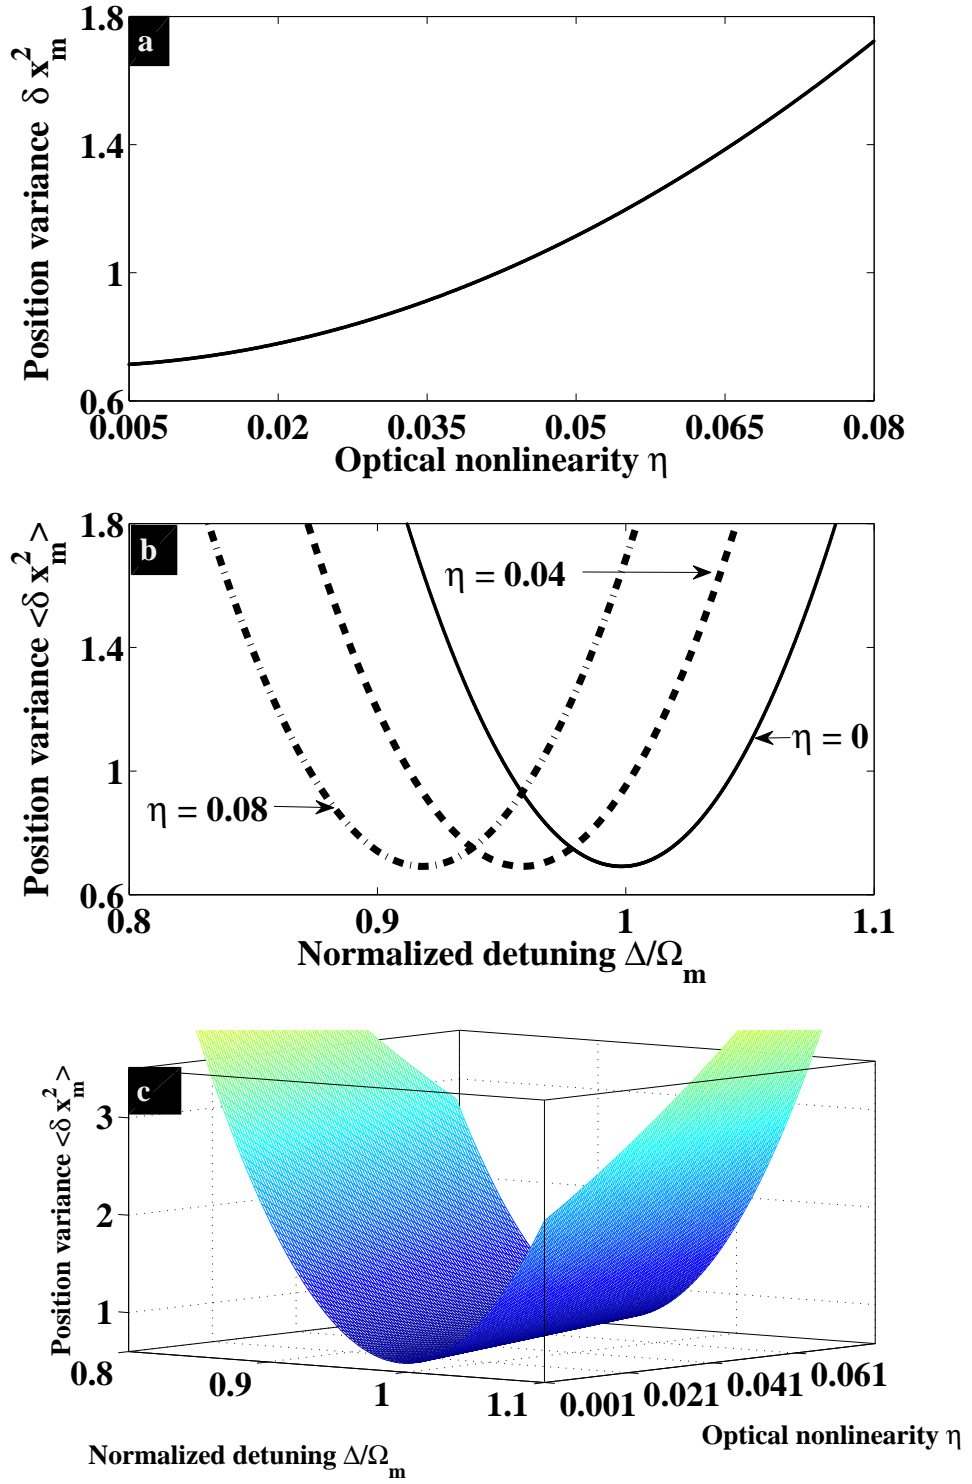 a
Position variance δ x²ₘ
1.8
1.4
1
0.6
0.005 0.02 0.035 0.05 0.065 0.08
Optical nonlinearity η
b
Position variance <δ x²ₘ>
1.8
1.4
1
0.6
η = 0.04
η = 0
η = 0.08
0.8 0.9 1 1.1
Normalized detuning Δ/Ωₘ
c
Position variance <δ x²ₘ>
3
2
1
0.8 0.9 1 1.1
0.001 0.021 0.041 0.061
Optical nonlinearity η
Normalized detuning Δ/Ωₘ